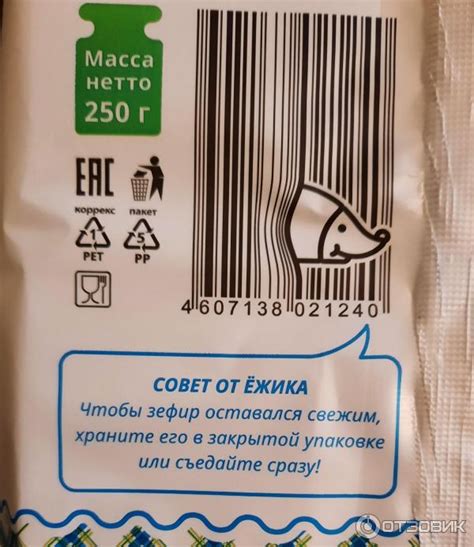 Масса
нетто
250 г
EAC
коррекс
пакет
1
PET
5
PP
4 607138 021240
СОВЕТ ОТ ЁЖИКА
Чтобы зефир оставался свежим,
храните его в закрытой упаковке
или съедайте сразу!
ОТЗОВИК